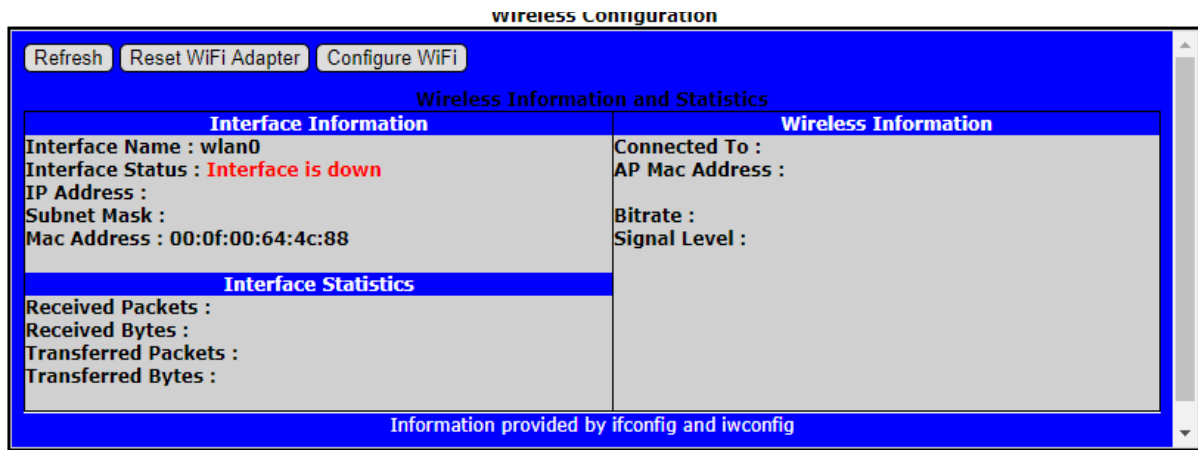 Wireless Configuration
Refresh Reset WiFi Adapter Configure WiFi
Wireless Information and Statistics
Interface Information
Interface Name : wlan0
Interface Status : Interface is down
IP Address :
Subnet Mask :
Mac Address : 00:0f:00:64:4c:88
Interface Statistics
Received Packets :
Received Bytes :
Transferred Packets :
Transferred Bytes :
Wireless Information
Connected To :
AP Mac Address :
Bitrate :
Signal Level :
Information provided by ifconfig and iwconfig